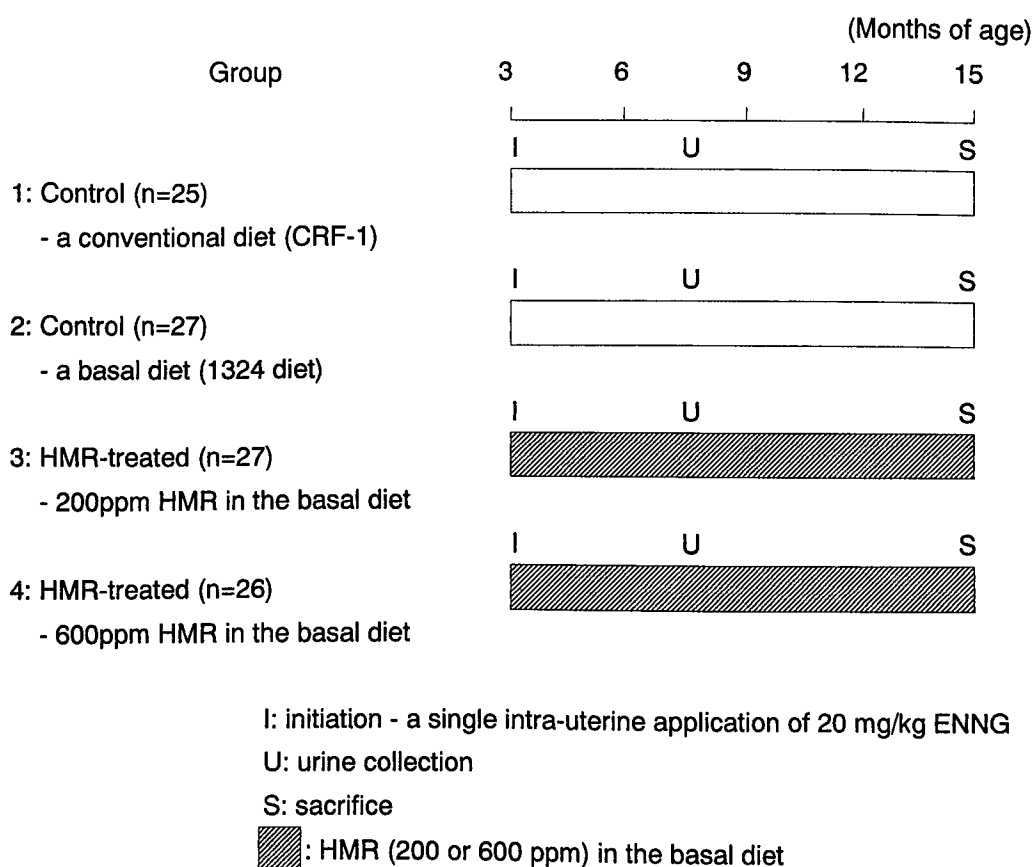 (Months of age)
Group 3 6 9 12 15
I U S
1: Control (n=25)
- a conventional diet (CRF-1)
I U S
2: Control (n=27)
- a basal diet (1324 diet)
I U S
3: HMR-treated (n=27)
- 200ppm HMR in the basal diet
I U S
4: HMR-treated (n=26)
- 600ppm HMR in the basal diet
I: initiation - a single intra-uterine application of 20 mg/kg ENNG
U: urine collection
S: sacrifice
: HMR (200 or 600 ppm) in the basal diet